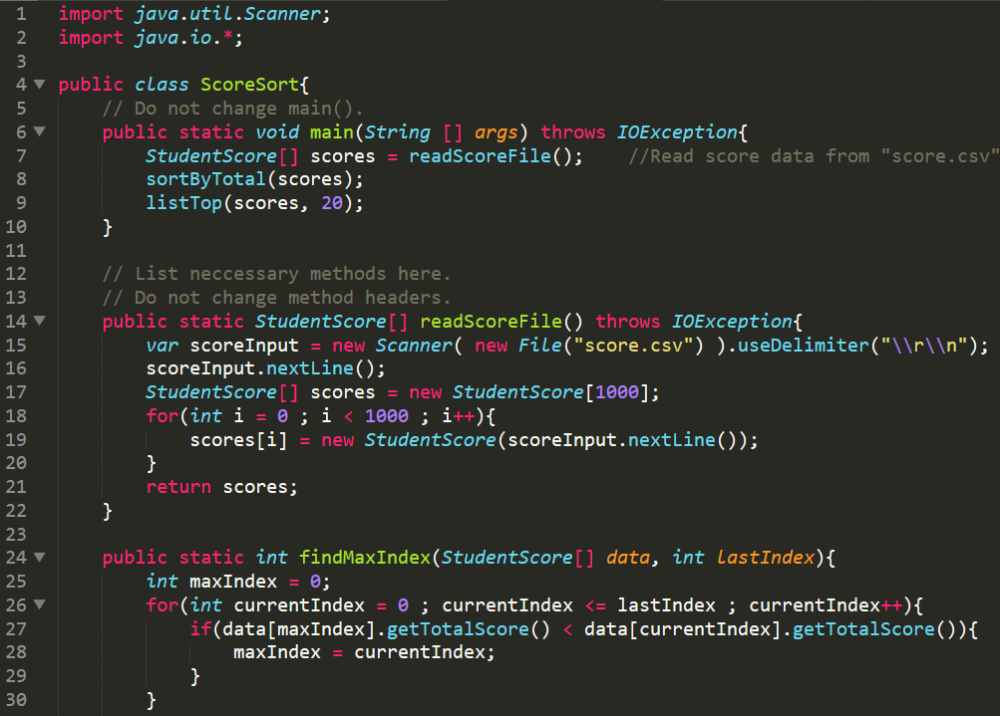 1 import java.util.Scanner;
2 import java.io.*;
3
4 public class ScoreSort{
5 // Do not change main().
6 public static void main(String [] args) throws IOException{
7 StudentScore[] scores = readScoreFile(); //Read score data from "score.csv"
8 sortByTotal(scores);
9 listTop(scores, 20);
10 }
11
12 // List neccessary methods here.
13 // Do not change method headers.
14 public static StudentScore[] readScoreFile() throws IOException{
15 var scoreInput = new Scanner( new File("score.csv") ).useDelimiter("\\r\\n");
16 scoreInput.nextLine();
17 StudentScore[] scores = new StudentScore[1000];
18 for(int i = 0 ; i < 1000 ; i++){
19 scores[i] = new StudentScore(scoreInput.nextLine());
20 }
21 return scores;
22 }
23
24 public static int findMaxIndex(StudentScore[] data, int lastIndex){
25 int maxIndex = 0;
26 for(int currentIndex = 0 ; currentIndex <= lastIndex ; currentIndex++){
27 if(data[maxIndex].getTotalScore() < data[currentIndex].getTotalScore()){
28 maxIndex = currentIndex;
29 }
30 }